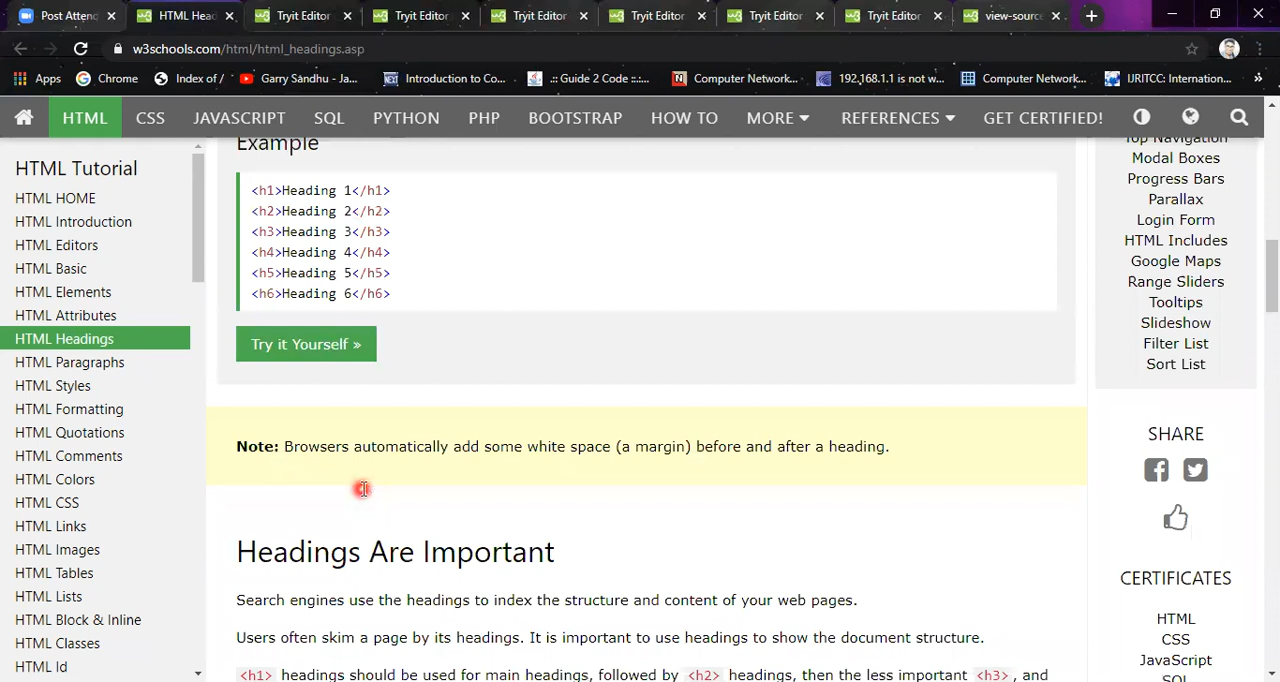 Post Attend
HTML Head
Tryit Editor
Tryit Editor
Tryit Editor
Tryit Editor
Tryit Editor
Tryit Editor
view-source
w3schools.com/html/html_headings.asp
Apps
Chrome
Index of /
Garry Sandhu - Ja...
Introduction to Co...
.:: Guide 2 Code ::.:...
Computer Network...
192.168.1.1 is not w...
Computer Network...
IJRITCC: Internation...
HTML
CSS
JAVASCRIPT
SQL
PYTHON
PHP
BOOTSTRAP
HOW TO
MORE
REFERENCES
GET CERTIFIED!
HTML Tutorial
HTML HOME
HTML Introduction
HTML Editors
HTML Basic
HTML Elements
HTML Attributes
HTML Headings
HTML Paragraphs
HTML Styles
HTML Formatting
HTML Quotations
HTML Comments
HTML Colors
HTML CSS
HTML Links
HTML Images
HTML Tables
HTML Lists
HTML Block & Inline
HTML Classes
HTML Id
Example
<h1>Heading 1</h1>
<h2>Heading 2</h2>
<h3>Heading 3</h3>
<h4>Heading 4</h4>
<h5>Heading 5</h5>
<h6>Heading 6</h6>
Try it Yourself »
Note: Browsers automatically add some white space (a margin) before and after a heading.
Headings Are Important
Search engines use the headings to index the structure and content of your web pages.
Users often skim a page by its headings. It is important to use headings to show the document structure.
<h1> headings should be used for main headings, followed by <h2> headings, then the less important <h3>, and
Top Navigation
Modal Boxes
Progress Bars
Parallax
Login Form
HTML Includes
Google Maps
Range Sliders
Tooltips
Slideshow
Filter List
Sort List
SHARE
CERTIFICATES
HTML
CSS
JavaScript
SQL